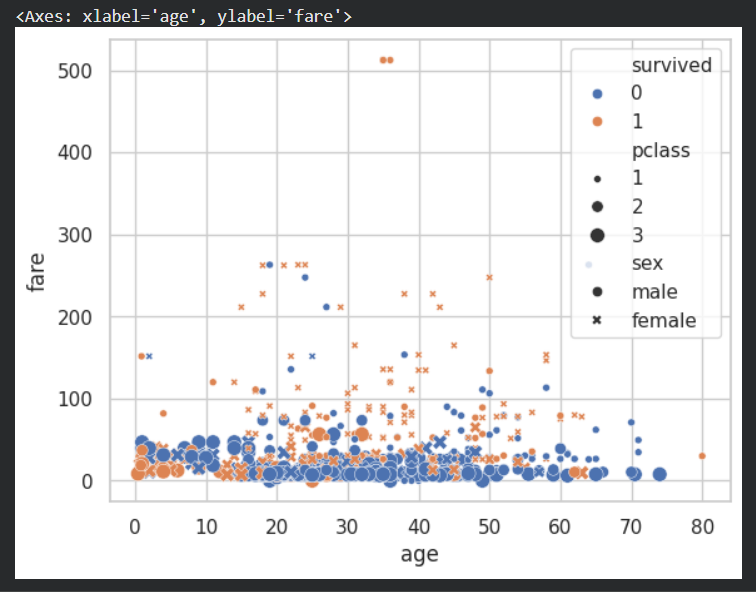 <Axes: xlabel='age', ylabel='fare'>
survived
0
1
pclass
1
2
3
sex
male
female
500
400
300
200
100
0
fare
0 10 20 30 40 50 60 70 80
age